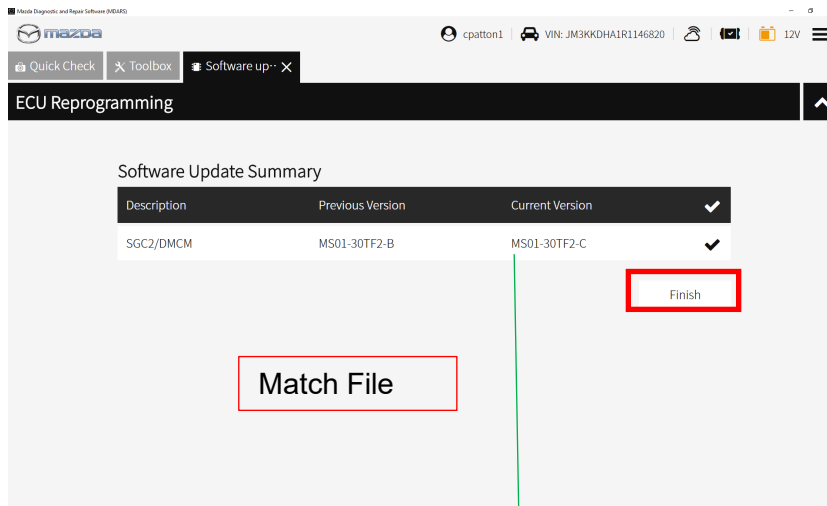 Mazda Diagnostic and Repair Software (MDARS)
mazda
cpatton1
VIN: JM3KKDHA1R1146820
12V
Quick Check
Toolbox
Software up··
ECU Reprogramming
Software Update Summary
Description Previous Version Current Version
SGC2/DMCM MS01-30TF2-B MS01-30TF2-C
Finish
Match File